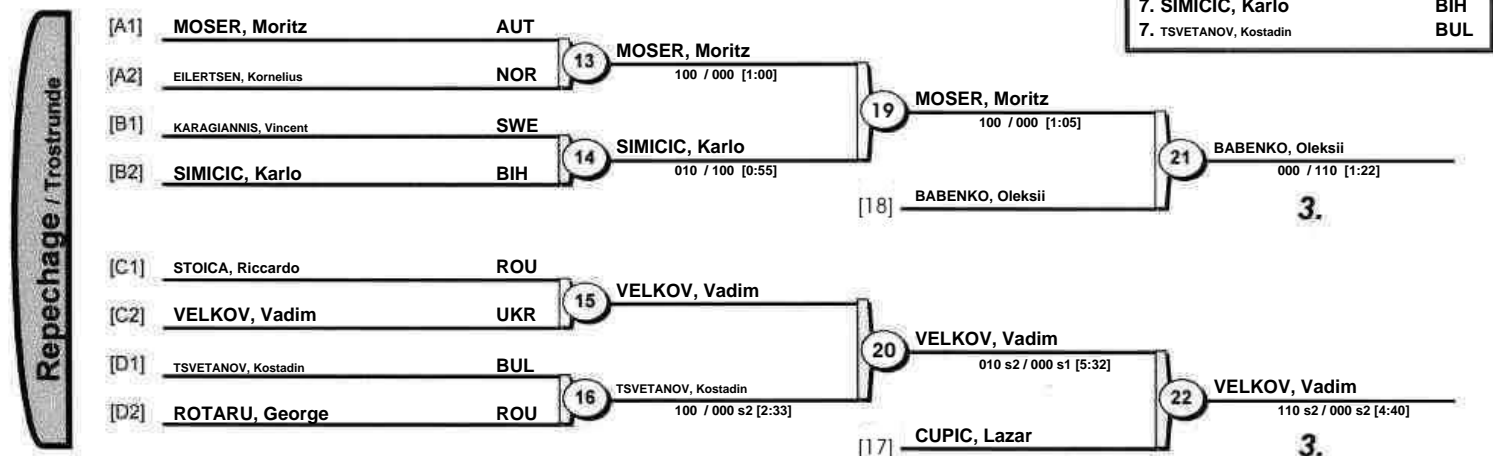 7. SIMICIC, Karlo BIH
7. TSVETANOV, Kostadin BUL
Repechage / Trostrunde
[A1] MOSER, Moritz AUT
[A2] EILERTSEN, Kornelius NOR
13
MOSER, Moritz
100 / 000 [1:00]
[B1] KARAGIANNIS, Vincent SWE
[B2] SIMICIC, Karlo BIH
14
SIMICIC, Karlo
010 / 100 [0:55]
19
MOSER, Moritz
100 / 000 [1:05]
[18] BABENKO, Oleksii
21
BABENKO, Oleksii
000 / 110 [1:22]
3.
[C1] STOICA, Riccardo ROU
[C2] VELKOV, Vadim UKR
15
VELKOV, Vadim
[D1] TSVETANOV, Kostadin BUL
[D2] ROTARU, George ROU
16
TSVETANOV, Kostadin
100 / 000 s2 [2:33]
20
VELKOV, Vadim
010 s2 / 000 s1 [5:32]
[17] CUPIC, Lazar
22
VELKOV, Vadim
110 s2 / 000 s2 [4:40]
3.